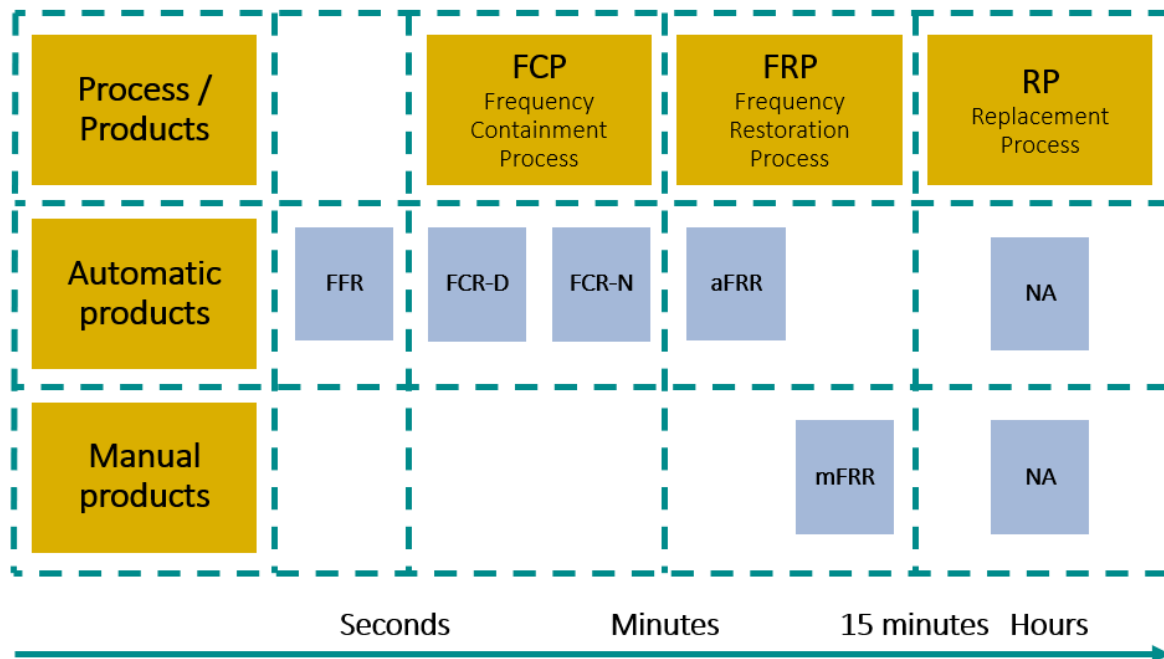 Process /
Products
FCP
Frequency
Containment
Process
FRP
Frequency
Restoration
Process
RP
Replacement
Process
Automatic
products
FFR
FCR-D
FCR-N
aFRR
NA
Manual
products
mFRR
NA
Seconds
Minutes
15 minutes
Hours